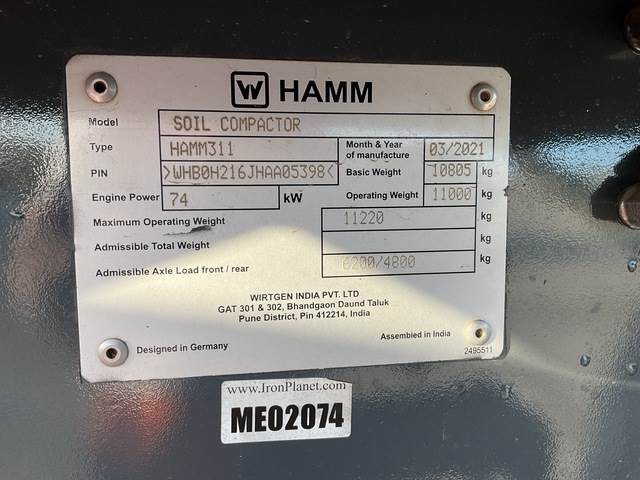 W HAMM
Model SOIL COMPACTOR
Type HAMM311 Month & Year of manufacture 03/2021
PIN >WHB0H216JHAA05398< Basic Weight 10805 kg
Engine Power 74 kW Operating Weight 11000 kg
Maximum Operating Weight 11220 kg
Admissible Total Weight kg
Admissible Axle Load front / rear 6200/4800 kg
WIRTGEN INDIA PVT. LTD
GAT 301 & 302, Bhandgaon Daund Taluk
Pune District, Pin 412214, India
Designed in Germany Assembled in India
2495511
www.IronPlanet.com
ME02074